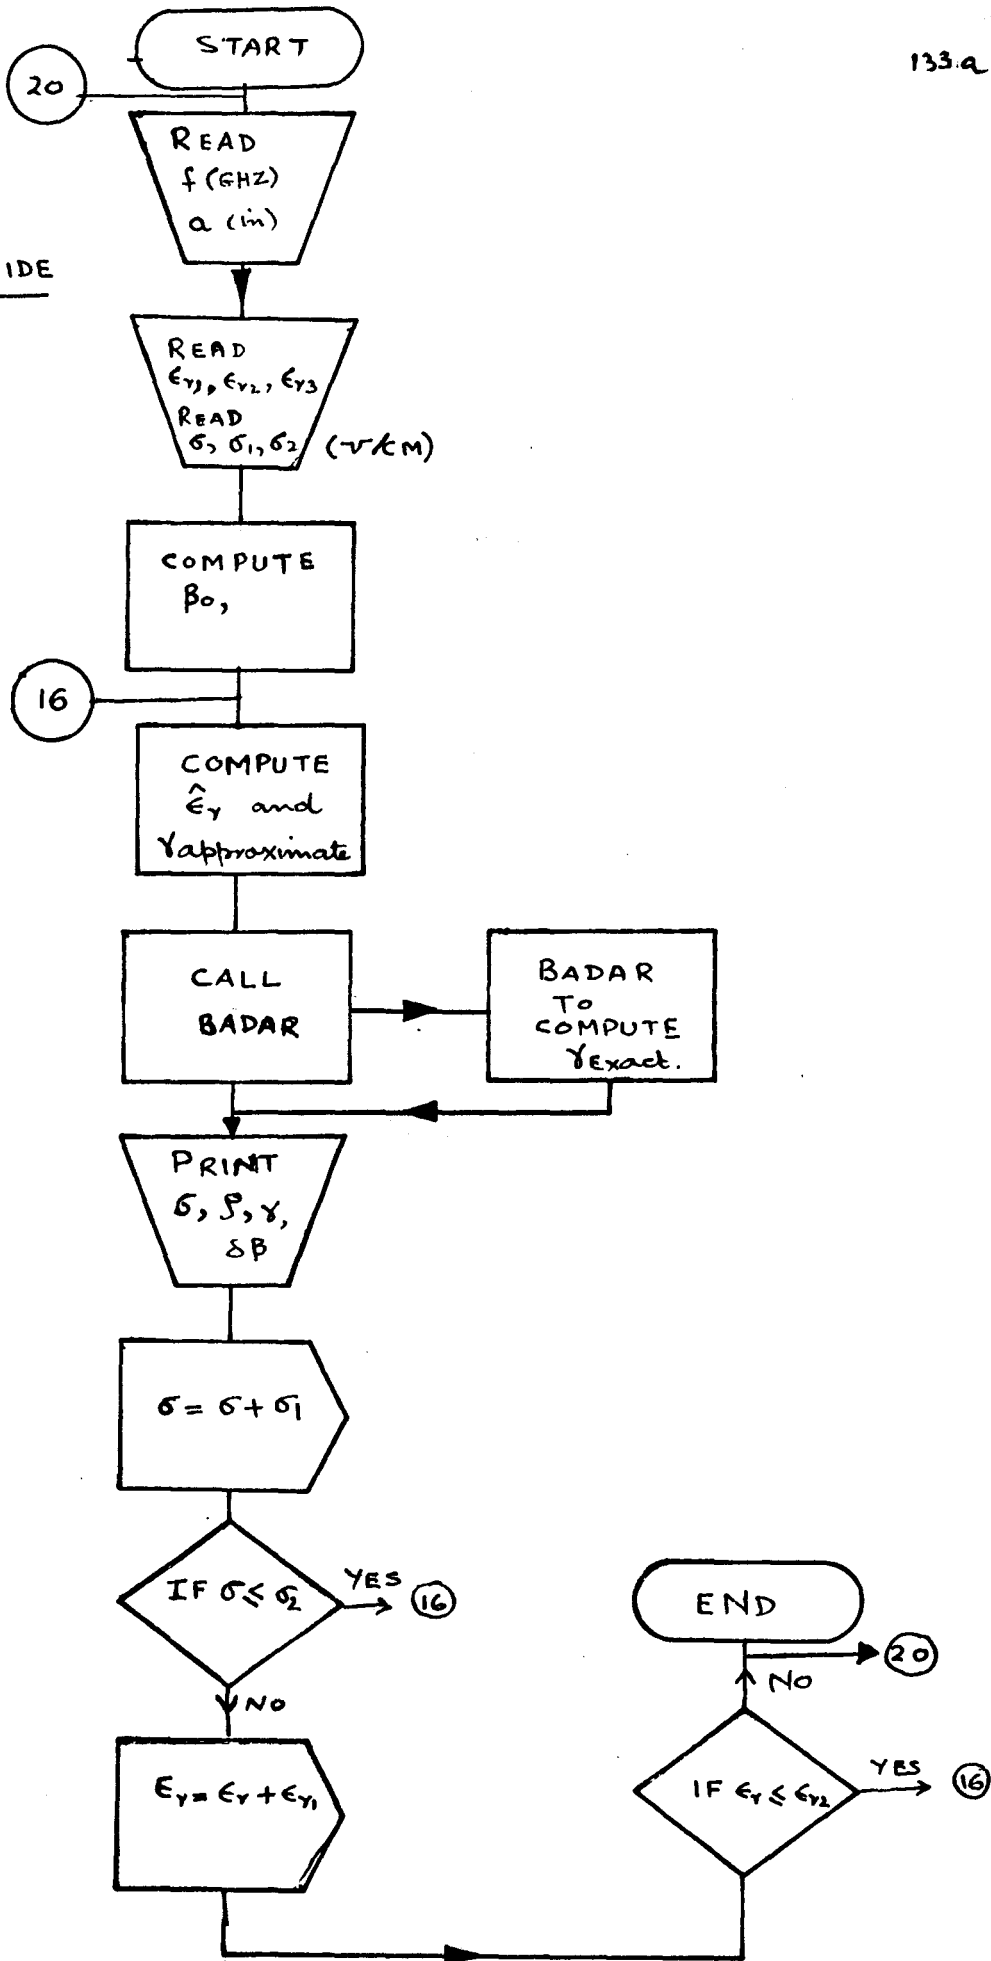 START
133.a
20
READ
f (GHZ)
a (in)
IDE
READ
εr1, εr2, εr3
READ
σ, σ1, σ2 (℧/CM)
COMPUTE
β0,
16
COMPUTE
ε̂r and
γapproximate
CALL
BADAR
BADAR
TO
COMPUTE
γExact.
PRINT
σ, ρ, γ,
δβ
σ = σ + σ1
IF σ ≤ σ2
YES
16
NO
END
20
NO
Er = εr + εr1
IF εr ≤ εr2
YES
16